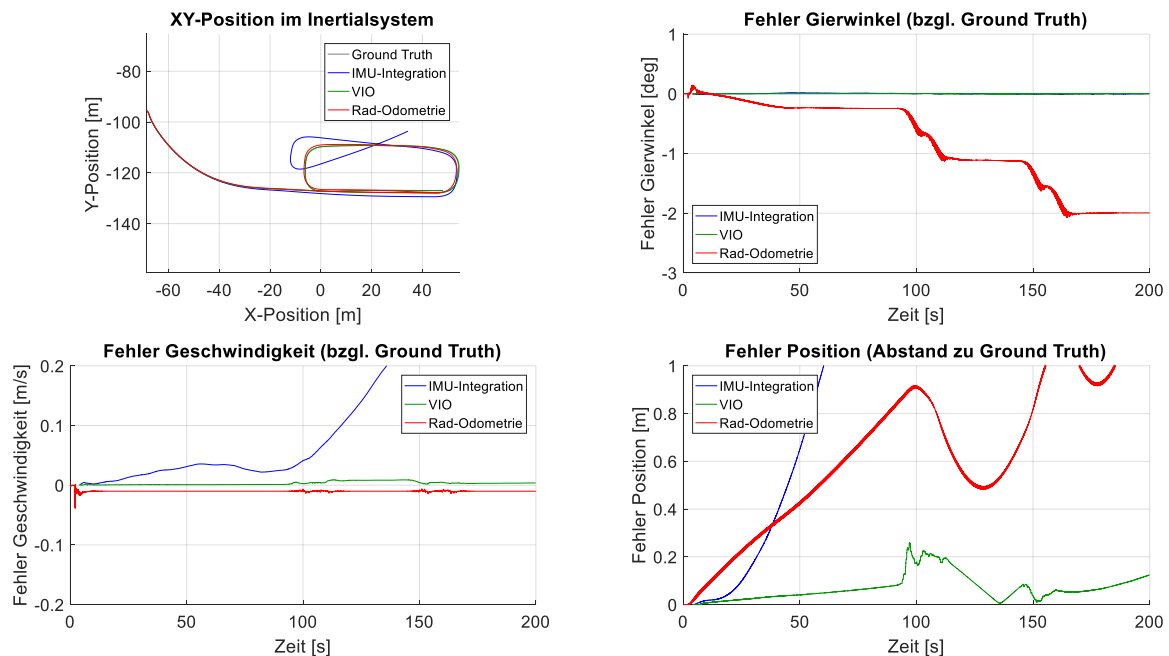 XY-Position im Inertialsystem
-80
-100
-120
-140
Y-Position [m]
-60
-40
-20
0
20
40
X-Position [m]
Ground Truth
IMU-Integration
VIO
Rad-Odometrie
Fehler Gierwinkel (bzgl. Ground Truth)
1
0
-1
-2
-3
Fehler Gierwinkel [deg]
IMU-Integration
VIO
Rad-Odometrie
0
50
100
150
200
Zeit [s]
Fehler Geschwindigkeit (bzgl. Ground Truth)
0.2
0.1
0
-0.1
-0.2
Fehler Geschwindigkeit [m/s]
IMU-Integration
VIO
Rad-Odometrie
0
50
100
150
200
Zeit [s]
Fehler Position (Abstand zu Ground Truth)
1
0.8
0.6
0.4
0.2
0
Fehler Position [m]
IMU-Integration
VIO
Rad-Odometrie
0
50
100
150
200
Zeit [s]